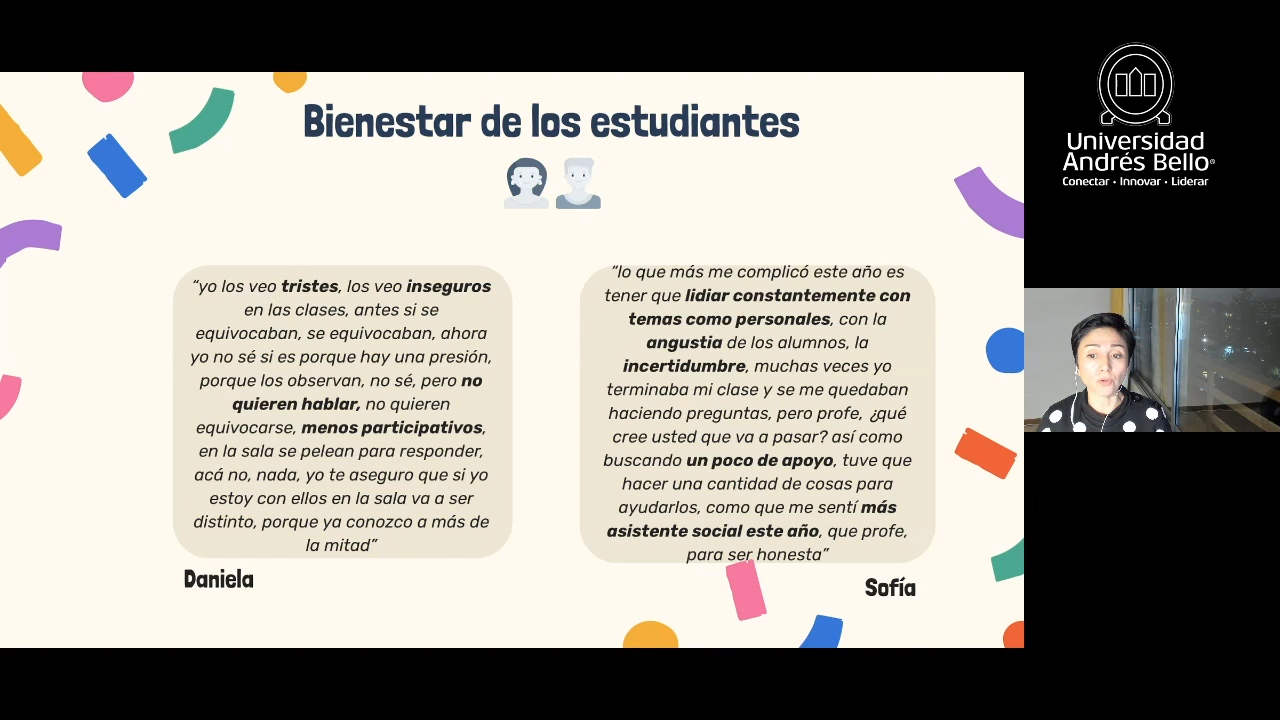 Bienestar de los estudiantes
“yo los veo tristes, los veo inseguros
en las clases, antes si se
equivocaban, se equivocaban, ahora
yo no sé si es porque hay una presión,
porque los observan, no sé, pero no
quieren hablar, no quieren
equivocarse, menos participativos,
en la sala se pelean para responder,
acá no, nada, yo te aseguro que si yo
estoy con ellos en la sala va a ser
distinto, porque ya conozco a más de
la mitad”
Daniela
“lo que más me complicó este año es
tener que lidiar constantemente con
temas como personales, con la
angustia de los alumnos, la
incertidumbre, muchas veces yo
terminaba mi clase y se me quedaban
haciendo preguntas, pero profe, ¿qué
cree usted que va a pasar? así como
buscando un poco de apoyo, tuve que
hacer una cantidad de cosas para
ayudarlos, como que me sentí más
asistente social este año, que profe,
para ser honesta”
Sofía
Universidad
Andrés Bello®
Conectar • Innovar • Liderar